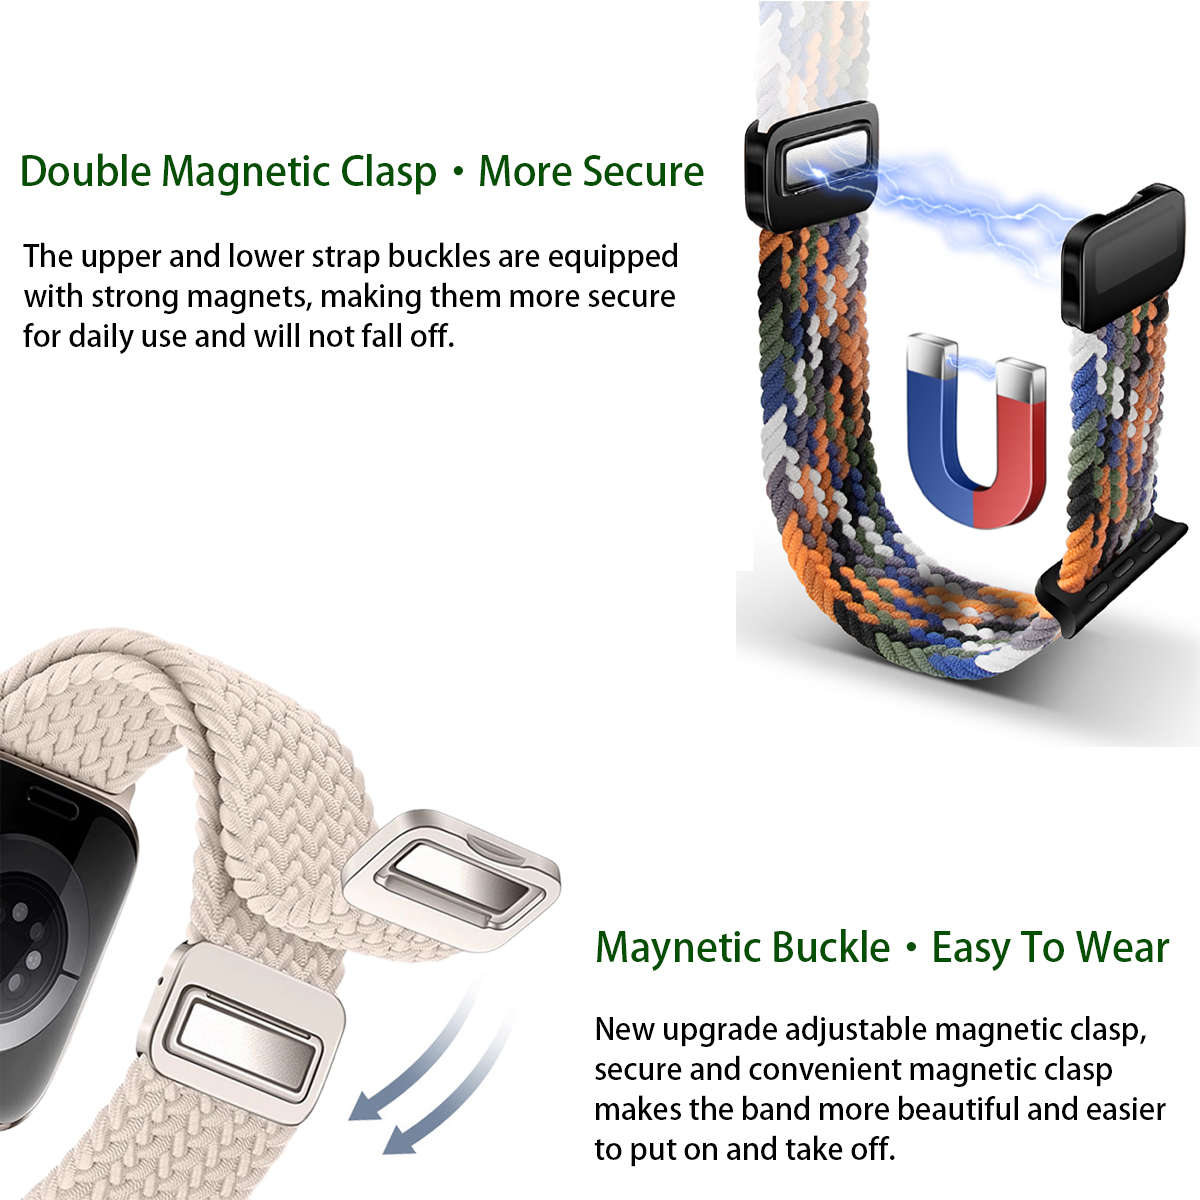 Double Magnetic Clasp・More Secure
The upper and lower strap buckles are equipped
with strong magnets, making them more secure
for daily use and will not fall off.
Maynetic Buckle・Easy To Wear
New upgrade adjustable magnetic clasp,
secure and convenient magnetic clasp
makes the band more beautiful and easier
to put on and take off.